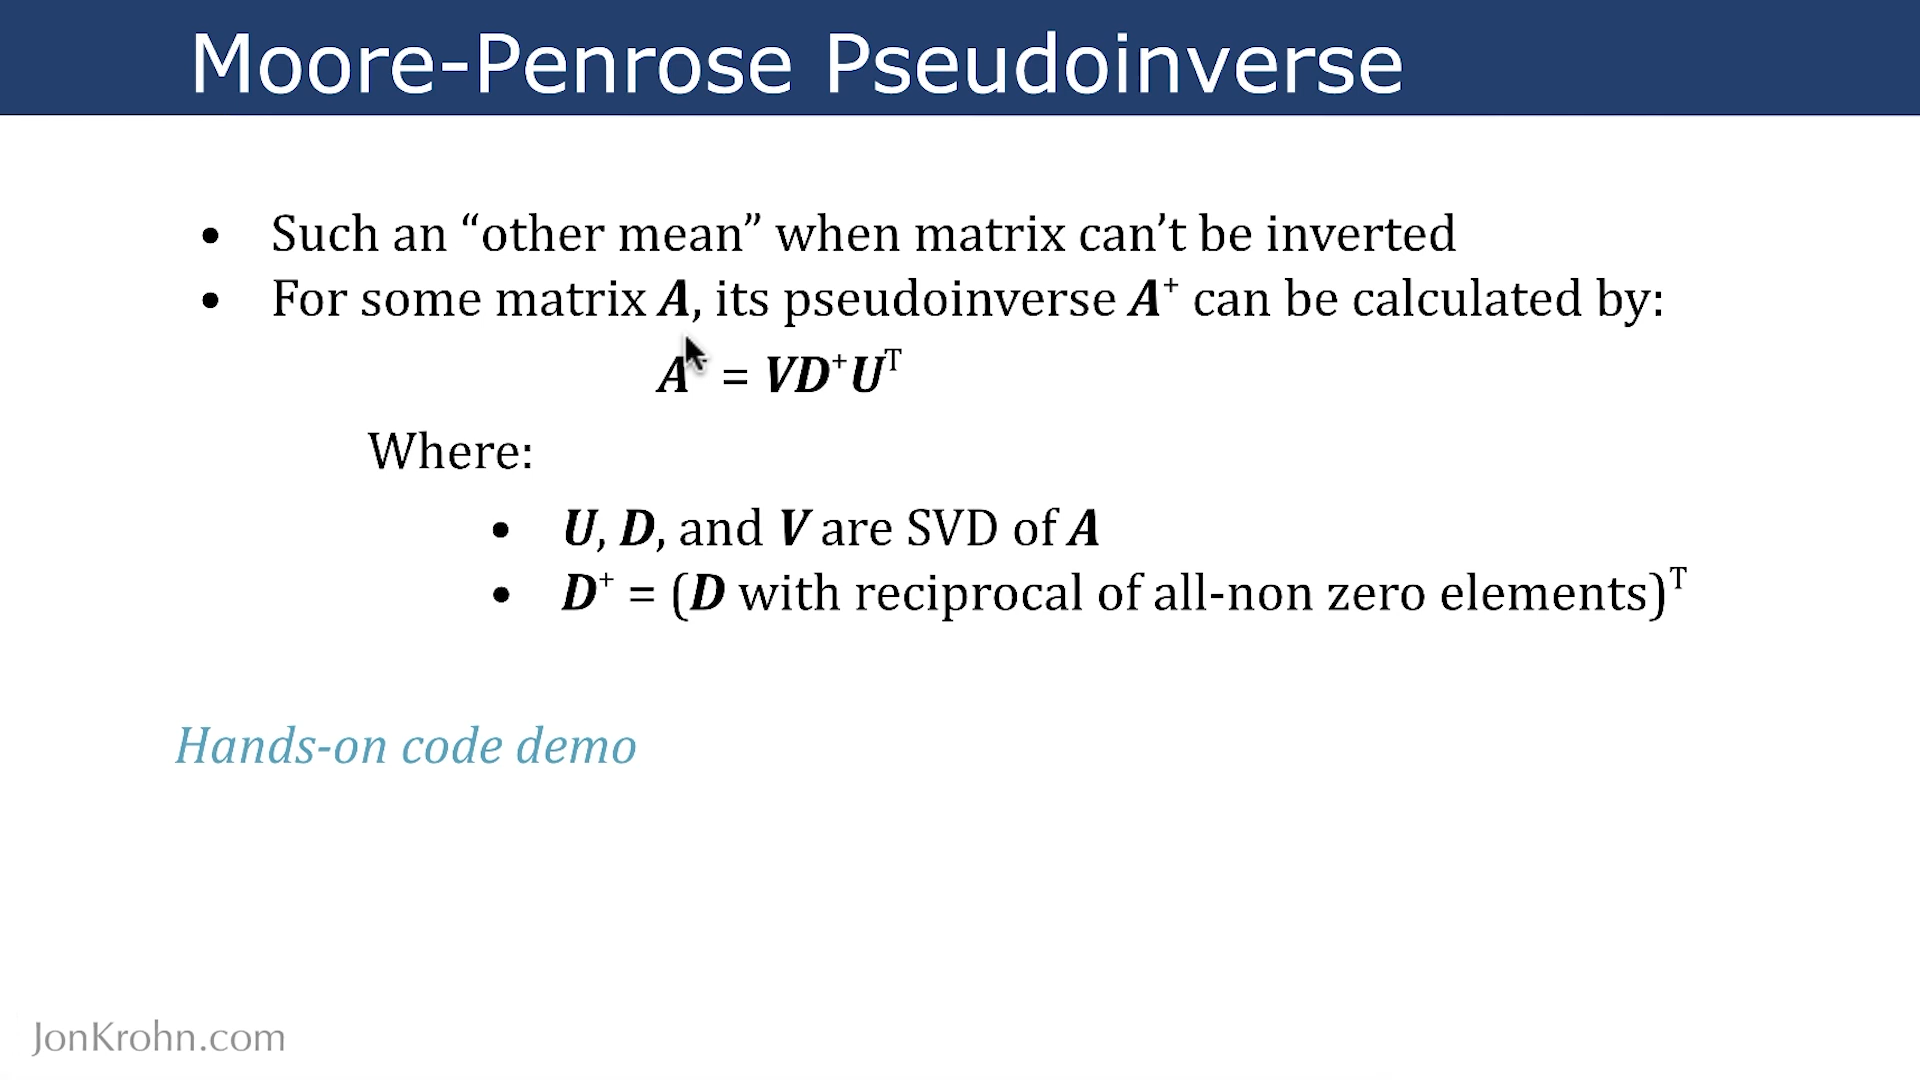 Moore-Penrose Pseudoinverse
• Such an “other mean” when matrix can’t be inverted
• For some matrix A, its pseudoinverse A⁺ can be calculated by:
A = VD⁺Uᵀ
Where:
• U, D, and V are SVD of A
• D⁺ = (D with reciprocal of all-non zero elements)ᵀ
Hands-on code demo
JonKrohn.com